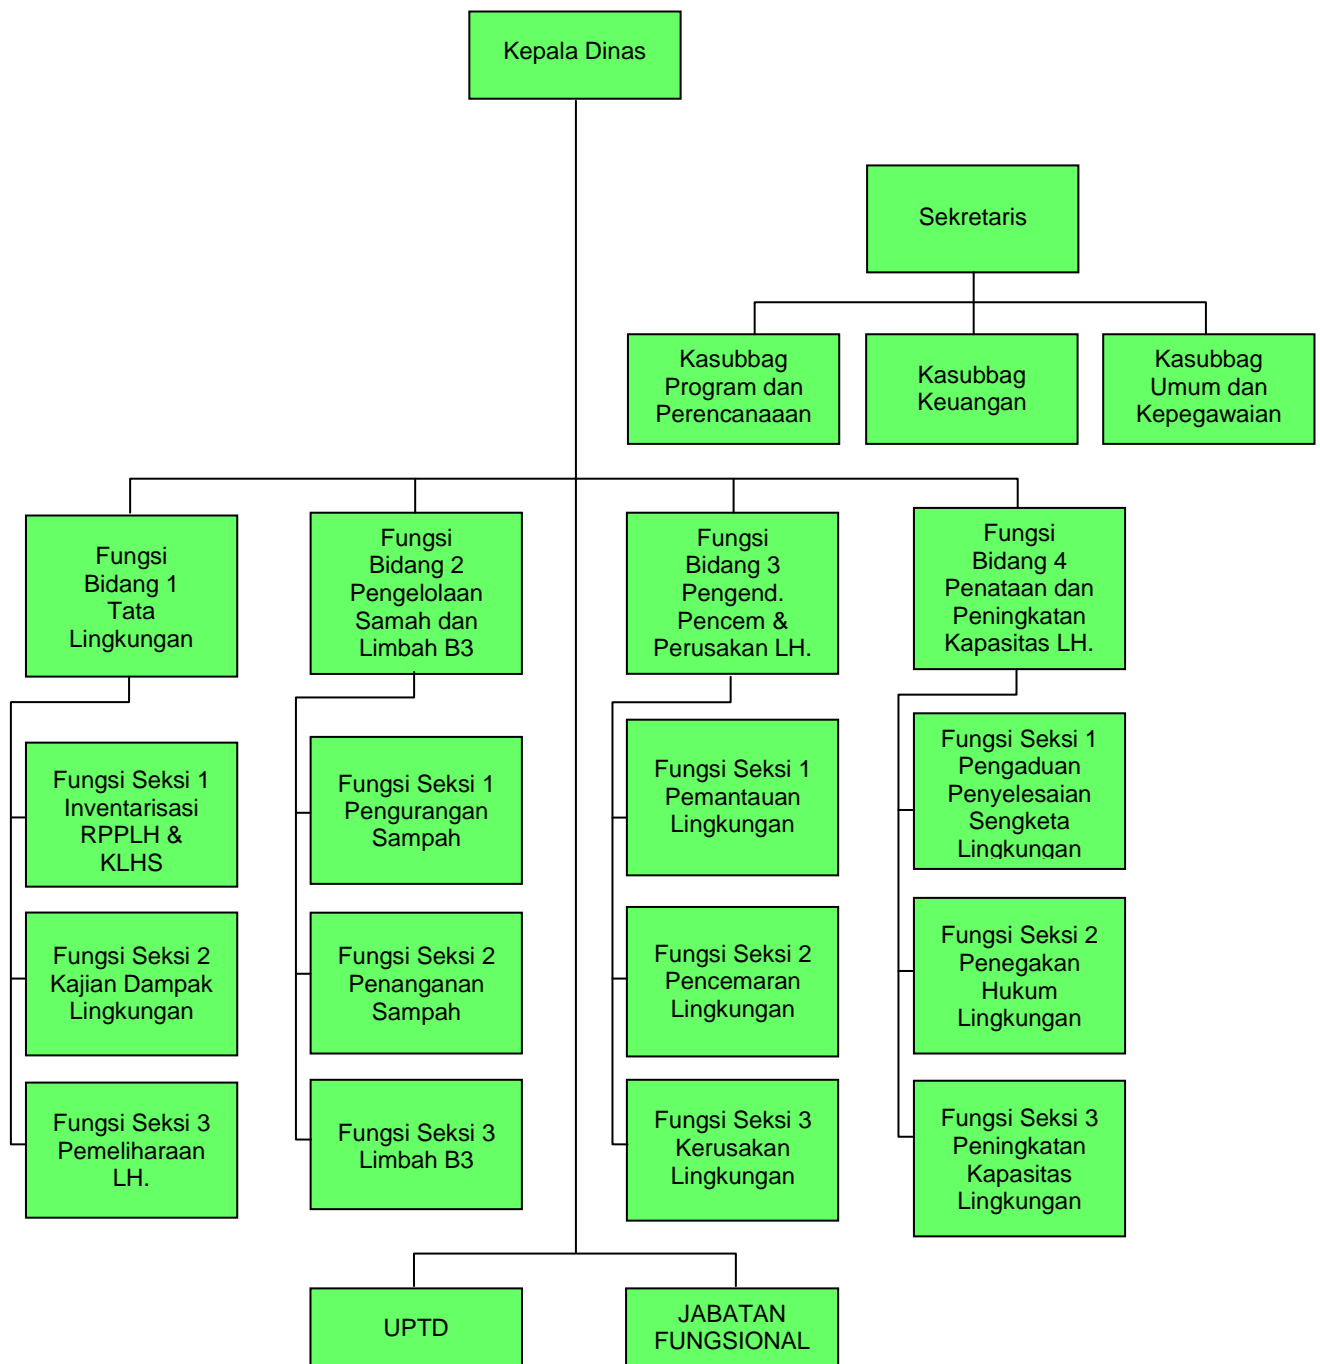 Kepala Dinas
Sekretaris
Kasubbag
Program dan
Perencanaaan
Kasubbag
Keuangan
Kasubbag
Umum dan
Kepegawaian
Fungsi
Bidang 1
Tata
Lingkungan
Fungsi
Bidang 2
Pengelolaan
Samah dan
Limbah B3
Fungsi
Bidang 3
Pengend.
Pencem &
Perusakan LH.
Fungsi
Bidang 4
Penataan dan
Peningkatan
Kapasitas LH.
Fungsi Seksi 1
Inventarisasi
RPPLH &
KLHS
Fungsi Seksi 1
Pengurangan
Sampah
Fungsi Seksi 1
Pemantauan
Lingkungan
Fungsi Seksi 1
Pengaduan
Penyelesaian
Sengketa
Lingkungan
Fungsi Seksi 2
Kajian Dampak
Lingkungan
Fungsi Seksi 2
Penanganan
Sampah
Fungsi Seksi 2
Pencemaran
Lingkungan
Fungsi Seksi 2
Penegakan
Hukum
Lingkungan
Fungsi Seksi 3
Pemeliharaan
LH.
Fungsi Seksi 3
Limbah B3
Fungsi Seksi 3
Kerusakan
Lingkungan
Fungsi Seksi 3
Peningkatan
Kapasitas
Lingkungan
UPTD
JABATAN
FUNGSIONAL